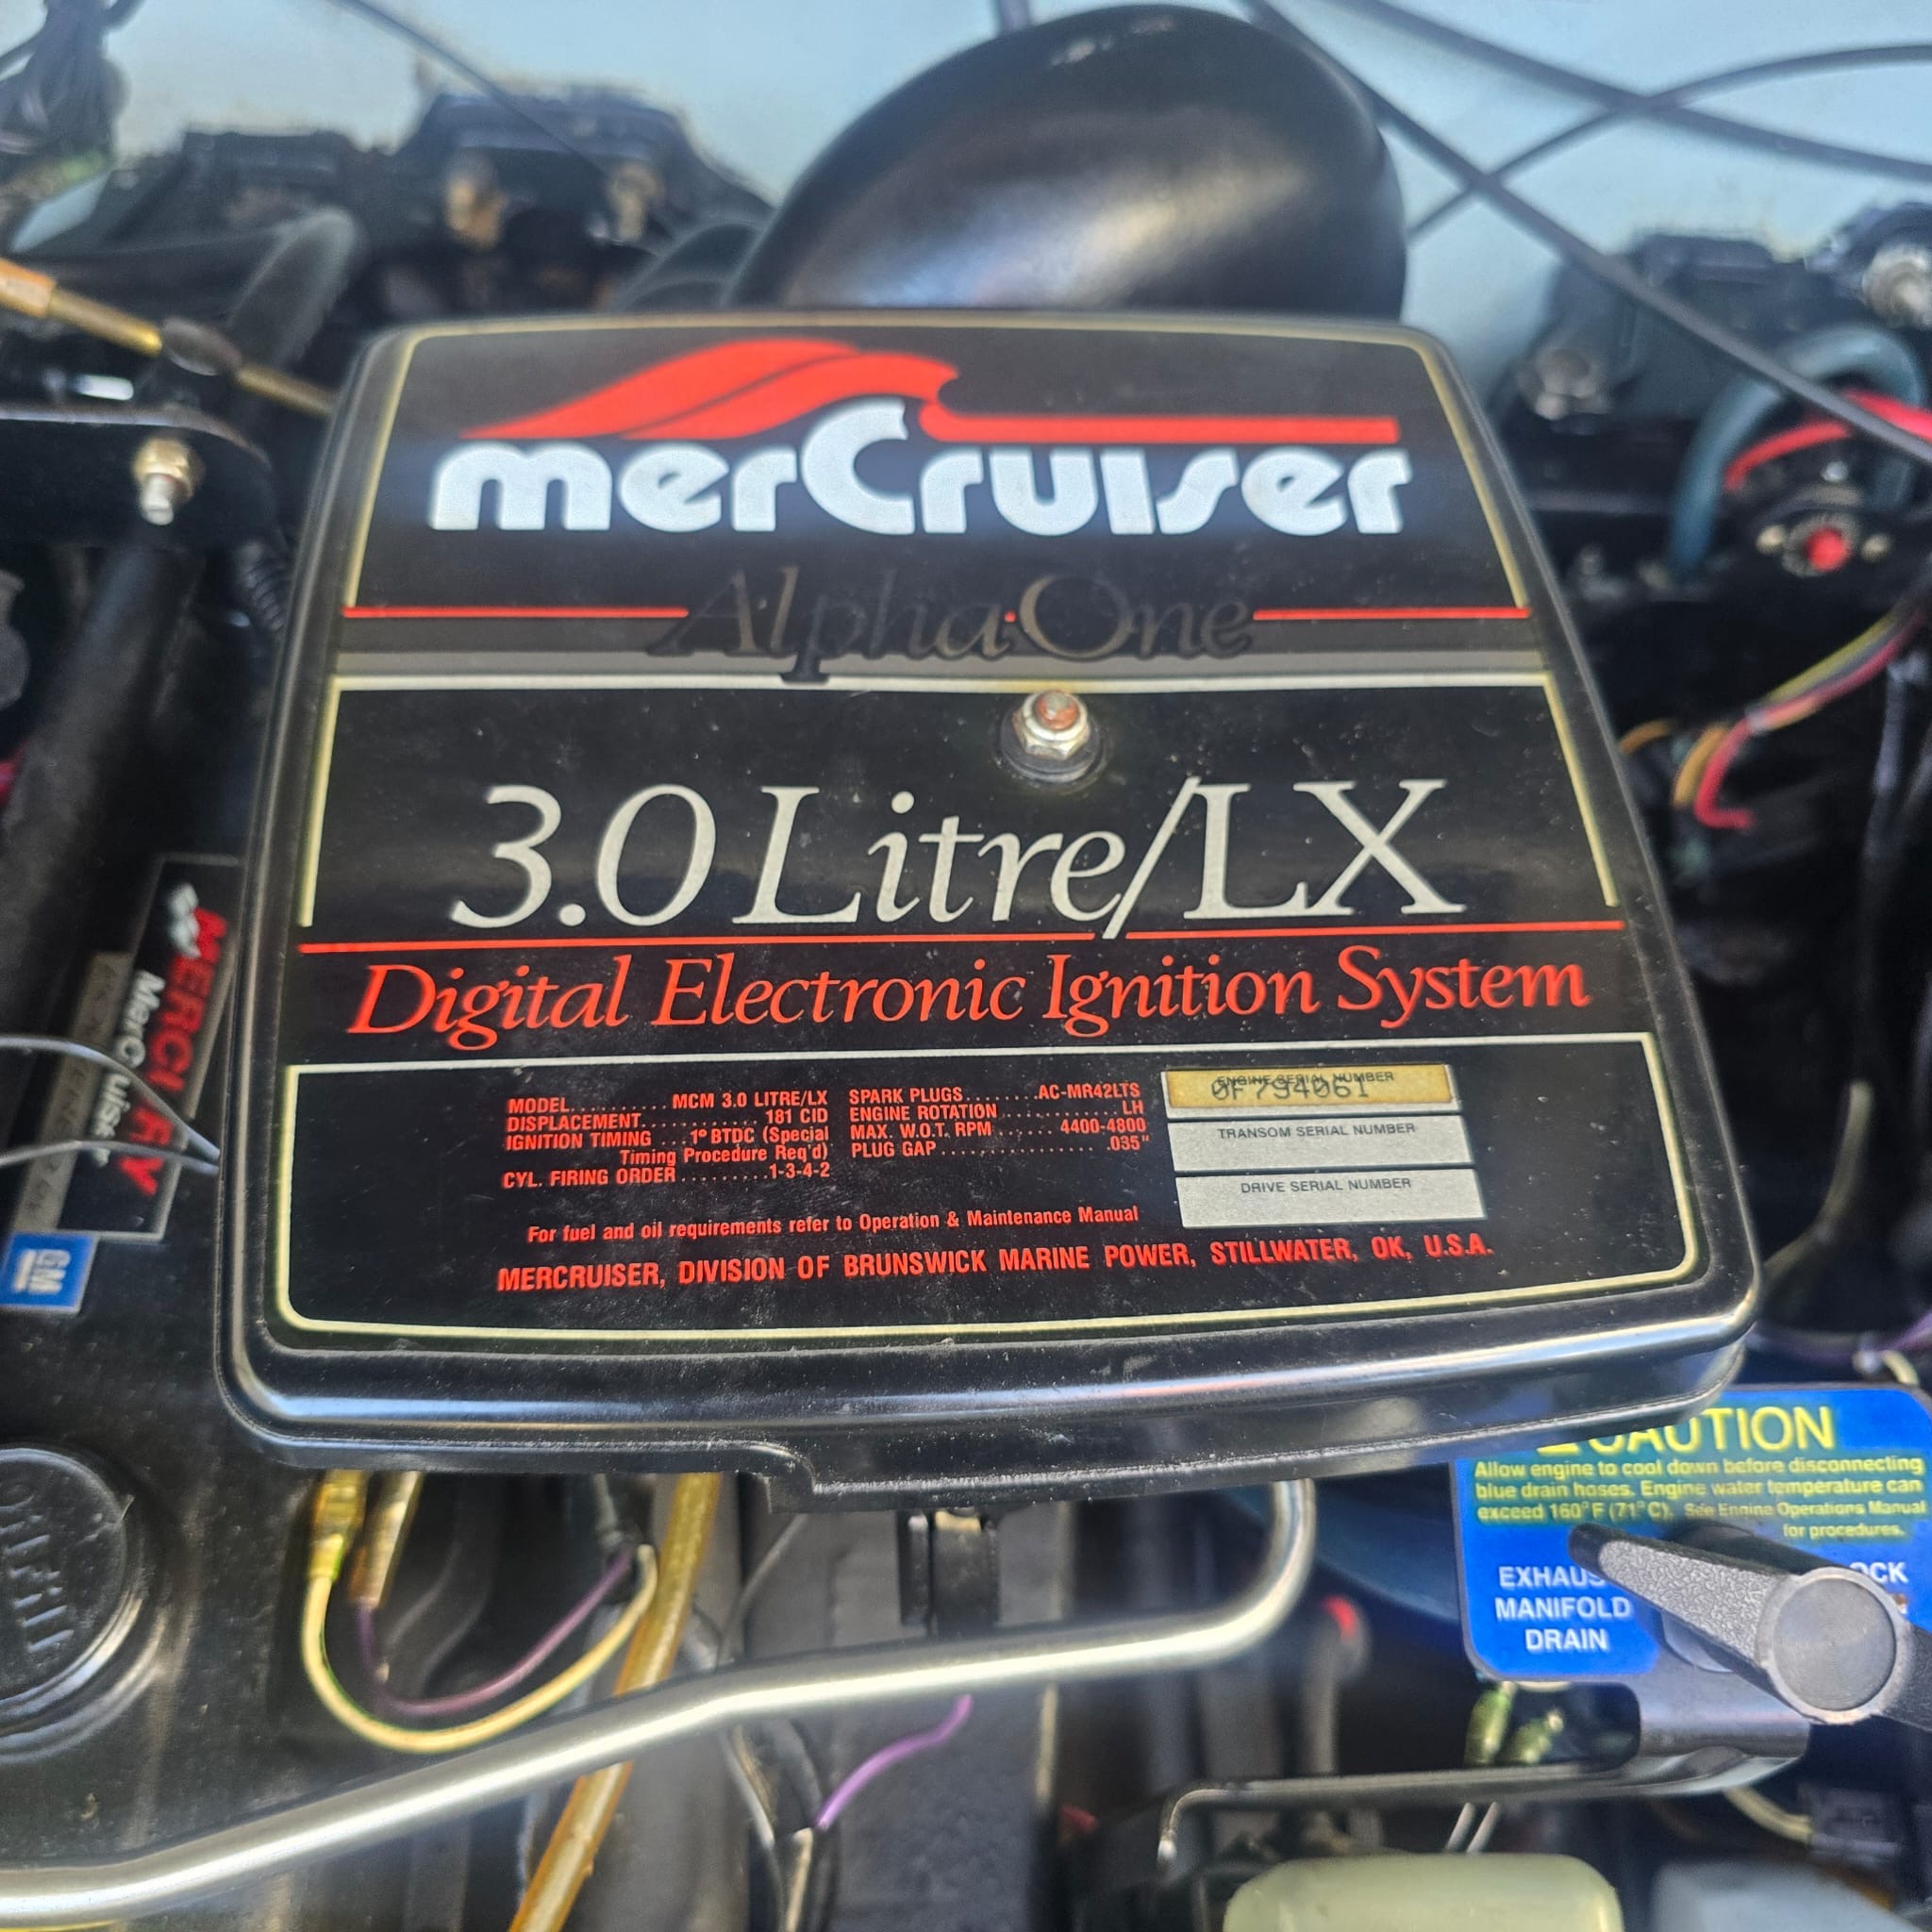 merCruiser
Alpha One
3.0 Litre/LX
Digital Electronic Ignition System
MODEL..........MCM 3.0 LITRE/LX
DISPLACEMENT............181 CID
IGNITION TIMING ....1° BTDC (Special
Timing Procedure Req'd)
CYL. FIRING ORDER .........1-3-4-2
SPARK PLUGS........AC-MR42LTS
ENGINE ROTATION ............LH
MAX. W.O.T. RPM ......4400-4800
PLUG GAP ................035"
ENGINE SERIAL NUMBER
0F794061
TRANSOM SERIAL NUMBER
DRIVE SERIAL NUMBER
For fuel and oil requirements refer to Operation & Maintenance Manual
MERCRUISER, DIVISION OF BRUNSWICK MARINE POWER, STILLWATER, OK, U.S.A.
MERCURY
MerCruiser
GM
CAUTION
Allow engine to cool down before disconnecting
blue drain hoses. Engine water temperature can
exceed 160°F (71°C). See Engine Operations Manual
for procedures.
MANIFOLD
DRAIN